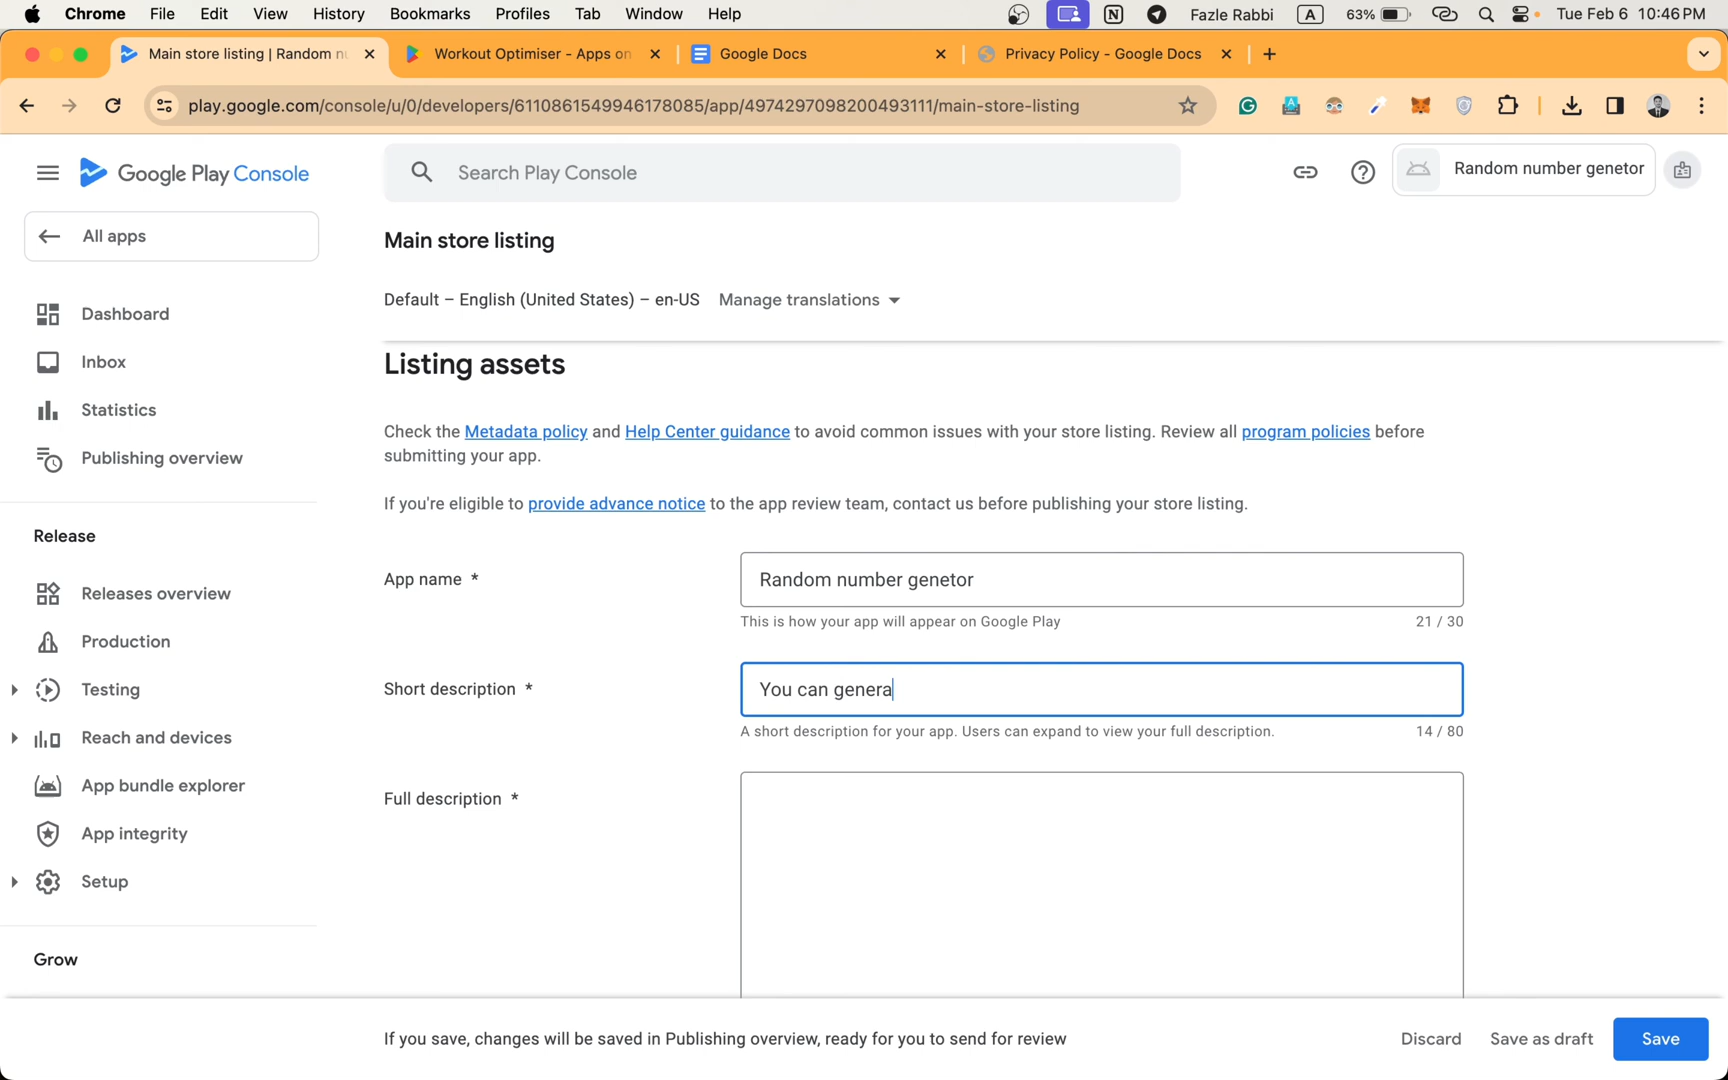 Chrome File Edit View History Bookmarks Profiles Tab Window Help Fazle Rabbi A 63% Tue Feb 6 10:46 PM
Main store listing | Random nu Workout Optimiser - Apps on Google Docs Privacy Policy - Google Docs
play.google.com/console/u/0/developers/6110861549946178085/app/4974297098200493111/main-store-listing
Google Play Console
Search Play Console
Random number genetor
All apps
Main store listing
Default – English (United States) – en-US Manage translations
Dashboard
Inbox
Statistics
Publishing overview
Release
Releases overview
Production
Testing
Reach and devices
App bundle explorer
App integrity
Setup
Grow
Listing assets
Check the Metadata policy and Help Center guidance to avoid common issues with your store listing. Review all program policies before
submitting your app.
If you're eligible to provide advance notice to the app review team, contact us before publishing your store listing.
App name *
Random number genetor
This is how your app will appear on Google Play 21 / 30
Short description *
You can genera
A short description for your app. Users can expand to view your full description. 14 / 80
Full description *
If you save, changes will be saved in Publishing overview, ready for you to send for review
Discard Save as draft Save